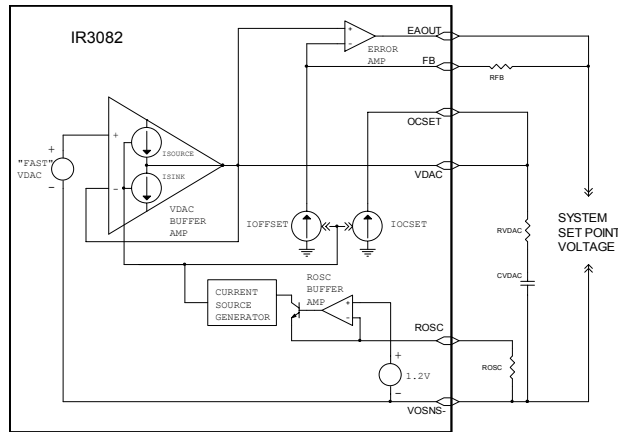 IR3082
EAOUT
+
-
ERROR
AMP
FB
RFB
OCSET
+
ISOURCE
+
"FAST"
VDAC
-
ISINK
-
VDAC
BUFFER
AMP
VDAC
IOFFSET
IOCSET
RVDAC
SYSTEM
SET POINT
VOLTAGE
CVDAC
CURRENT
SOURCE
GENERATOR
ROSC
BUFFER
AMP
+
-
ROSC
+
1.2V
-
ROSC
VOSNS-